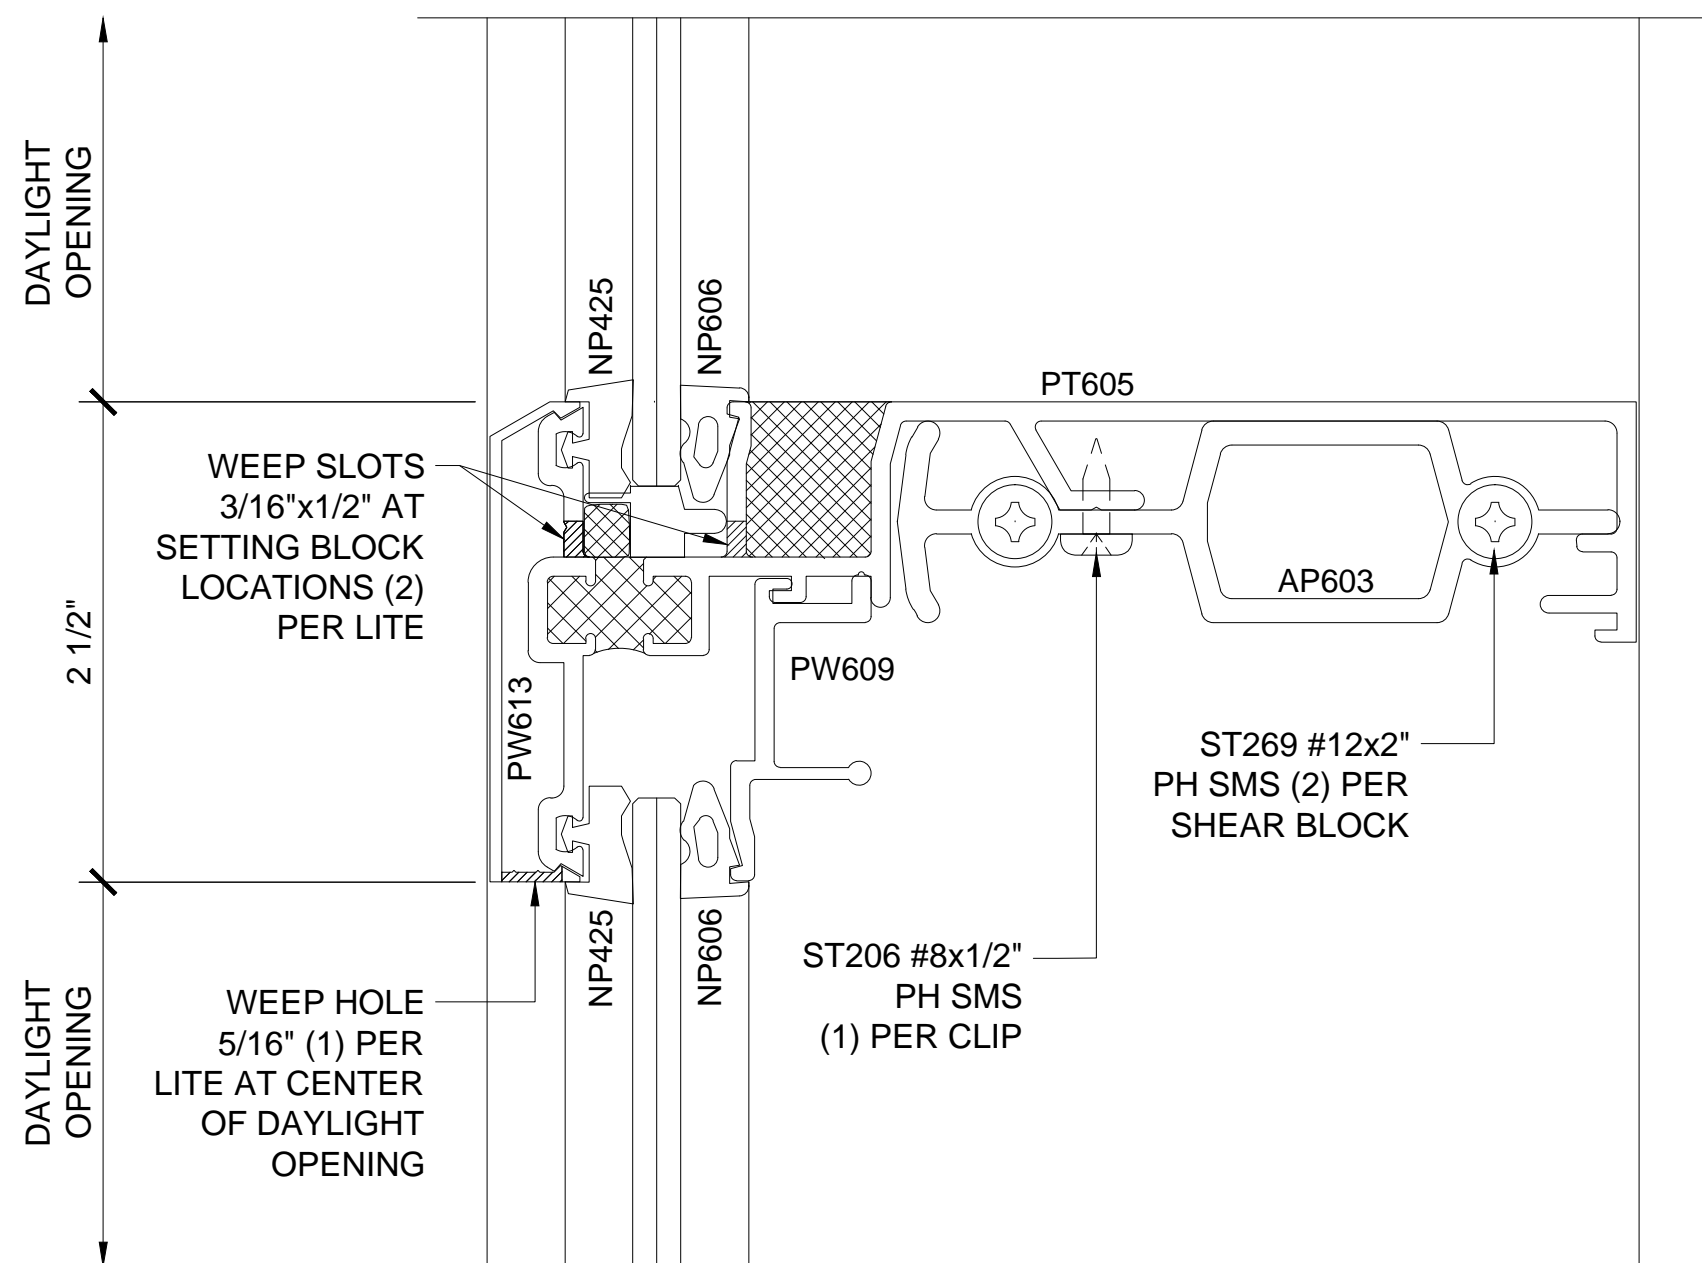 DAYLIGHT
OPENING
NP425
NP606
PT605
WEEP SLOTS
3/16"x1/2" AT
SETTING BLOCK
LOCATIONS (2)
PER LITE
AP603
2 1/2"
PW613
PW609
ST269 #12x2"
PH SMS (2) PER
SHEAR BLOCK
NP425
NP606
ST206 #8x1/2"
PH SMS
(1) PER CLIP
DAYLIGHT
OPENING
WEEP HOLE
5/16" (1) PER
LITE AT CENTER
OF DAYLIGHT
OPENING